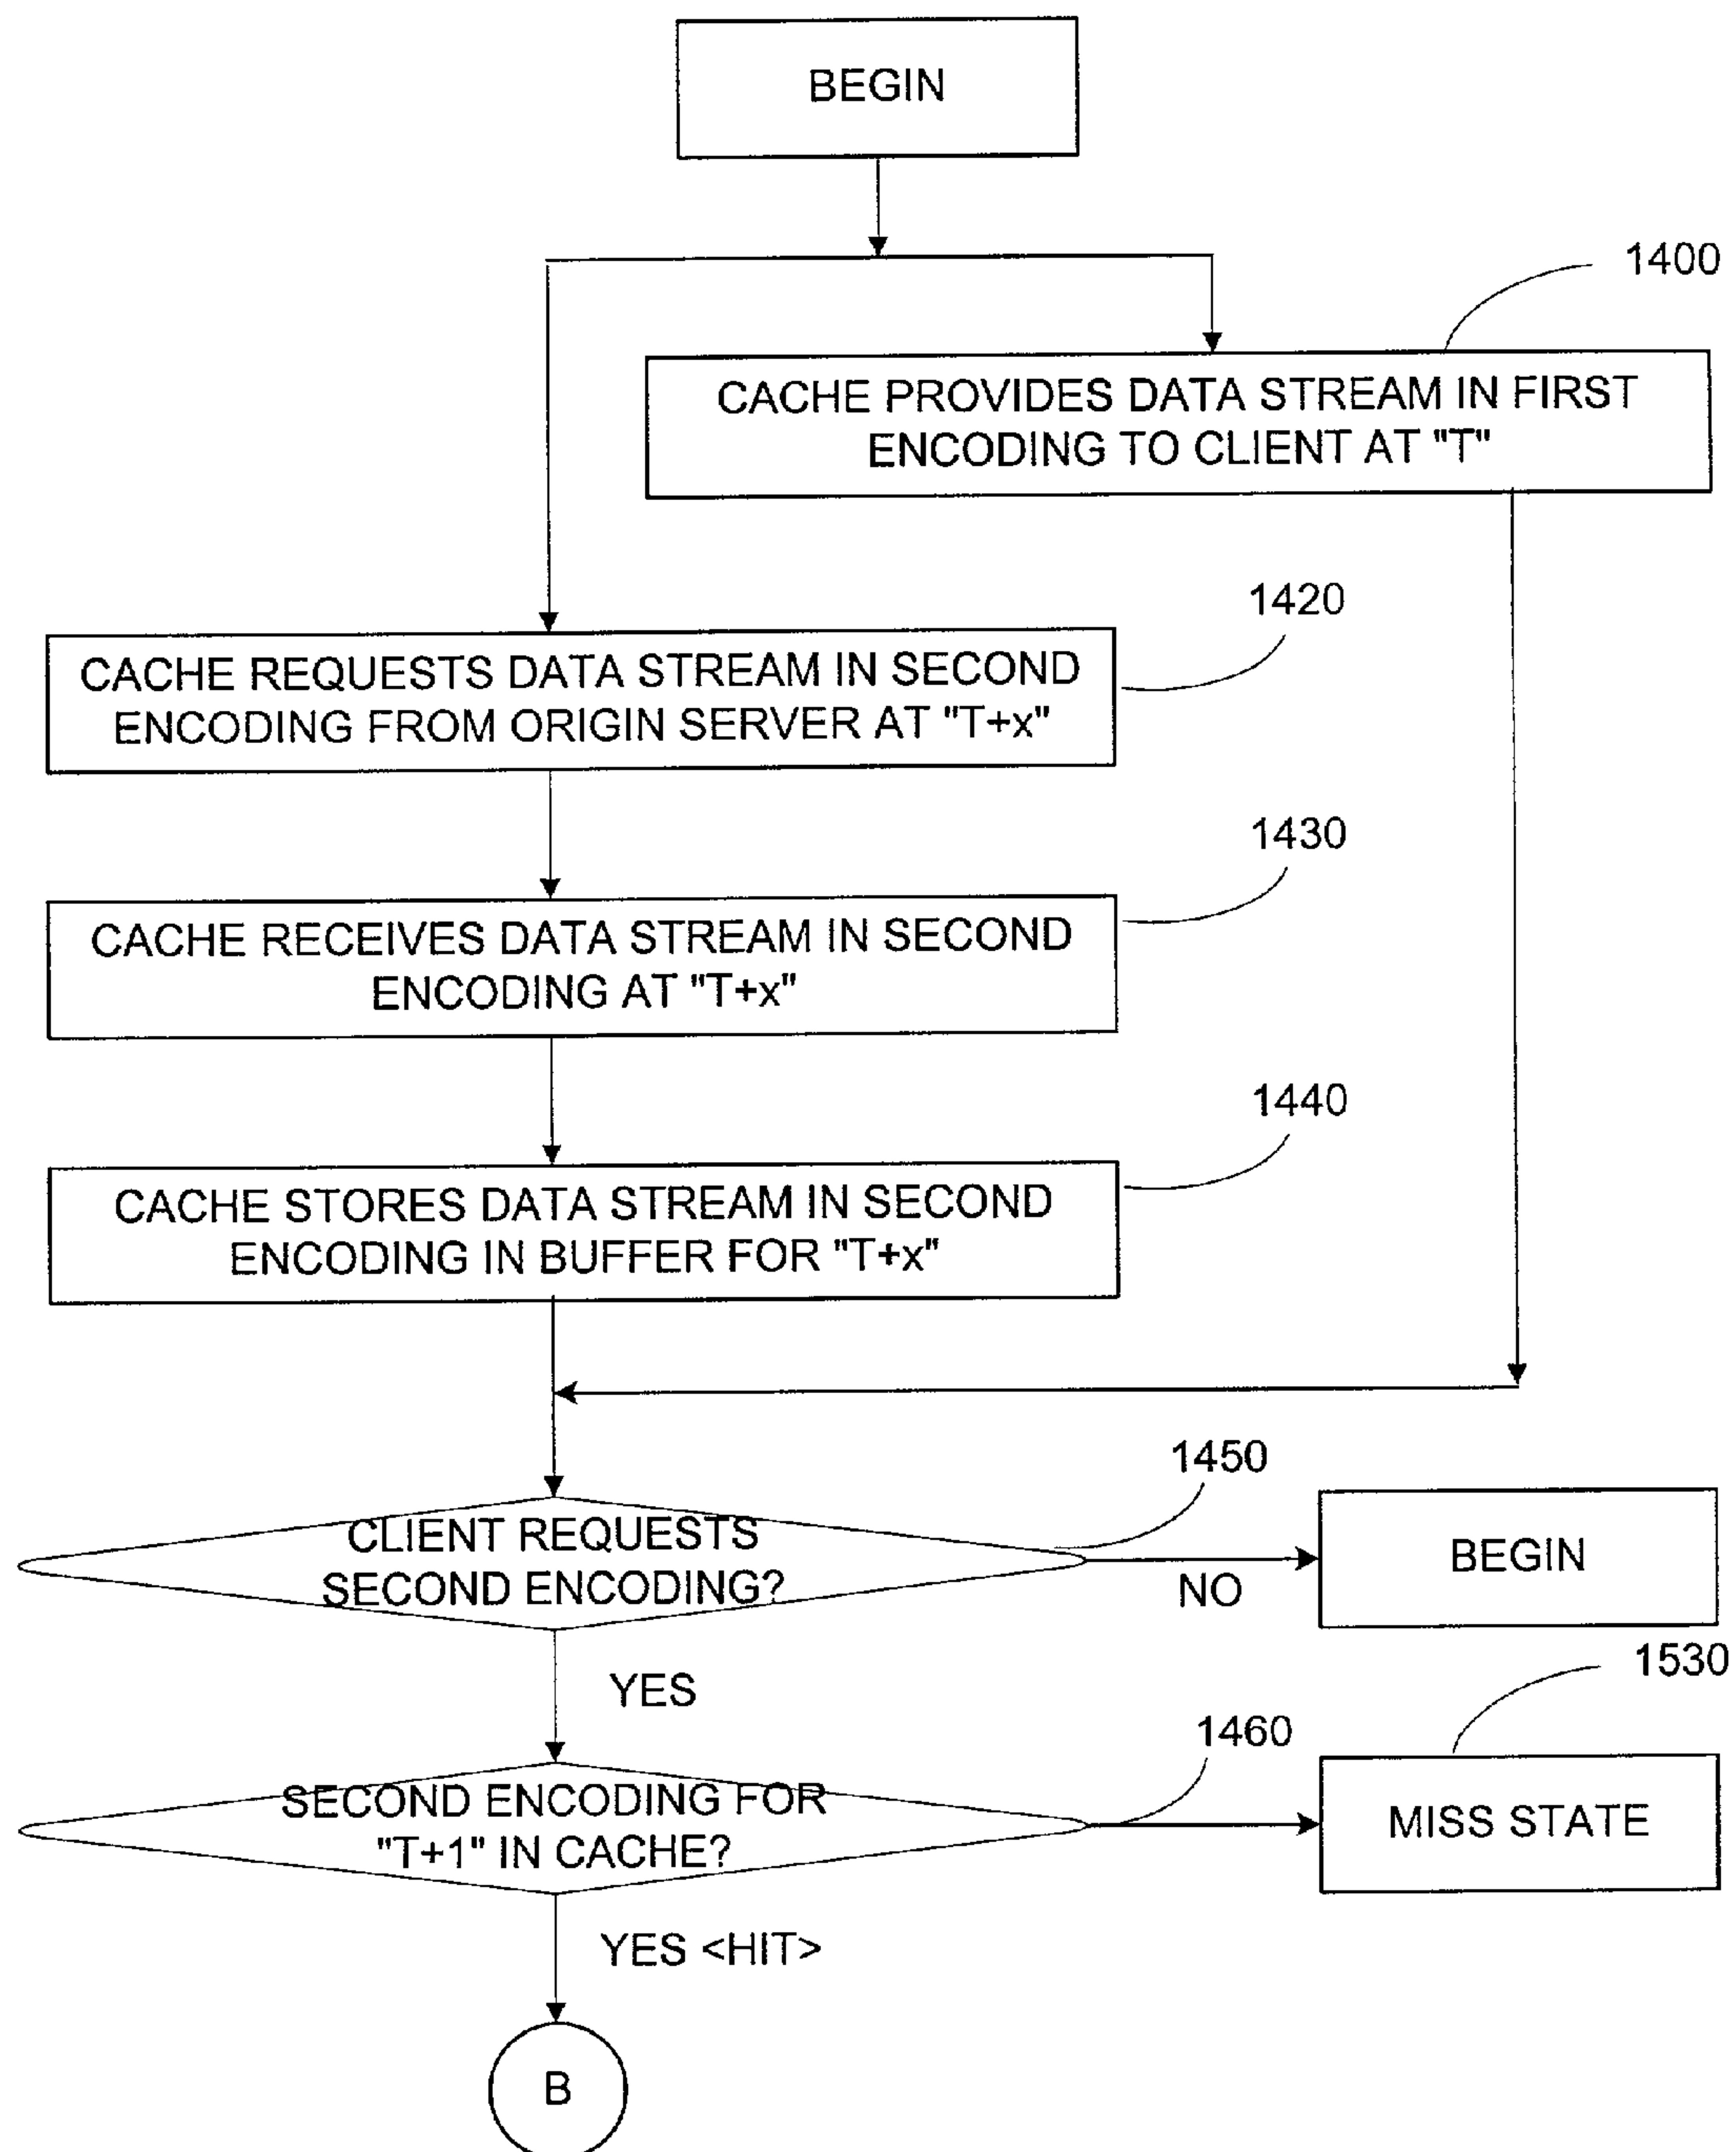 BEGIN
1400
CACHE PROVIDES DATA STREAM IN FIRST
ENCODING TO CLIENT AT "T"
1420
CACHE REQUESTS DATA STREAM IN SECOND
ENCODING FROM ORIGIN SERVER AT "T+x"
1430
CACHE RECEIVES DATA STREAM IN SECOND
ENCODING AT "T+x"
1440
CACHE STORES DATA STREAM IN SECOND
ENCODING IN BUFFER FOR "T+x"
1450
CLIENT REQUESTS
SECOND ENCODING?
NO
BEGIN
YES
1530
1460
SECOND ENCODING FOR
"T+1" IN CACHE?
MISS STATE
YES <HIT>
B